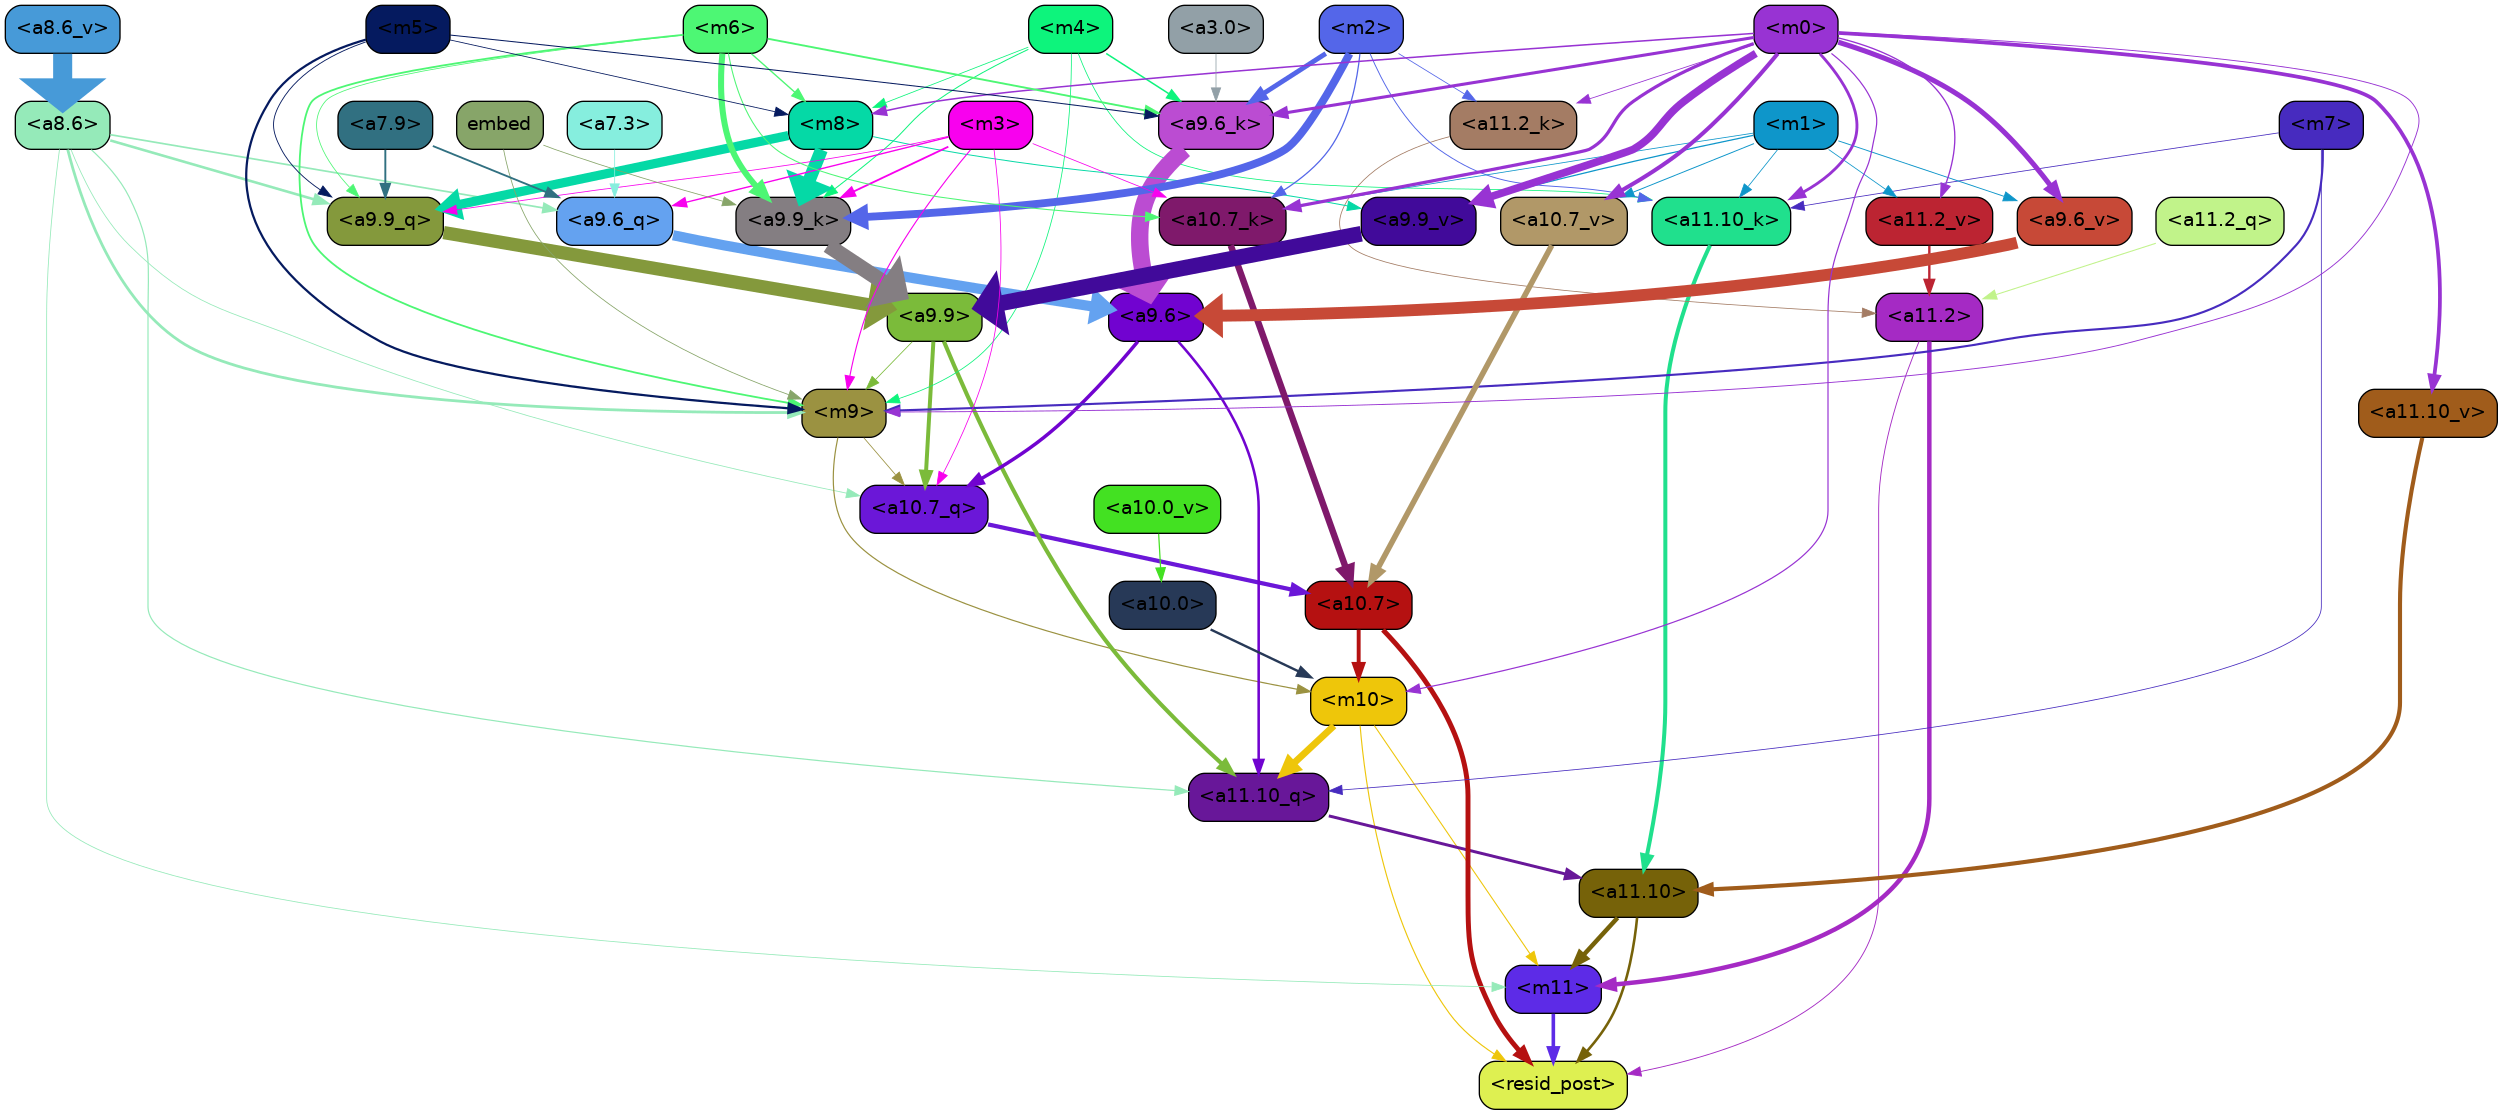 <a8.6_v>
<m5>
<m6>
<m4>
<a3.0>
<m2>
<m0>
<a8.6>
<a7.9>
embed
<a7.3>
<m8>
<m3>
<a9.6_k>
<a11.2_k>
<m1>
<m7>
<a9.9_q>
<a9.6_q>
<a9.9_k>
<a10.7_k>
<a9.9_v>
<a10.7_v>
<a11.10_k>
<a11.2_v>
<a9.6_v>
<a11.2_q>
<a9.9>
<a9.6>
<a11.2>
<m9>
<a11.10_v>
<a10.7_q>
<a10.0_v>
<a10.0>
<a10.7>
<m10>
<a11.10_q>
<a11.10>
<m11>
<resid_post>